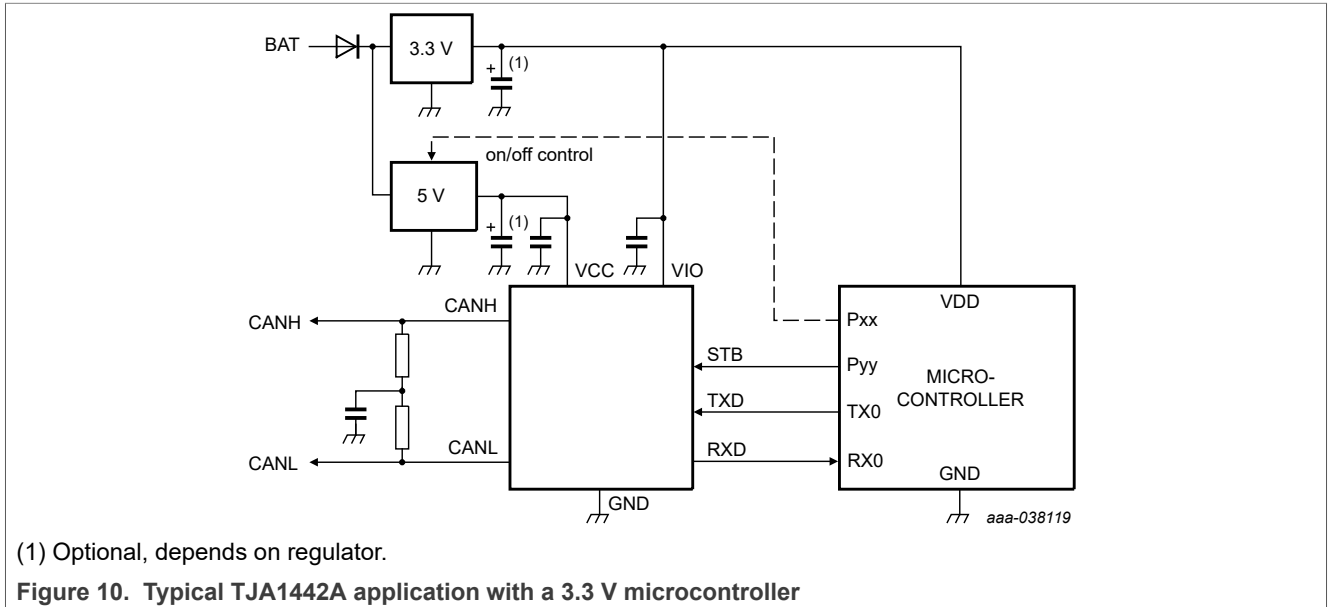 BAT
3.3 V
+ (1)
on/off control
5 V
+ (1)
VCC
VIO
CANH
CANH
CANL
CANL
STB
TXD
RXD
GND
VDD
Pxx
Pyy
MICRO-
CONTROLLER
TX0
RX0
GND
aaa-038119
(1) Optional, depends on regulator.
Figure 10. Typical TJA1442A application with a 3.3 V microcontroller